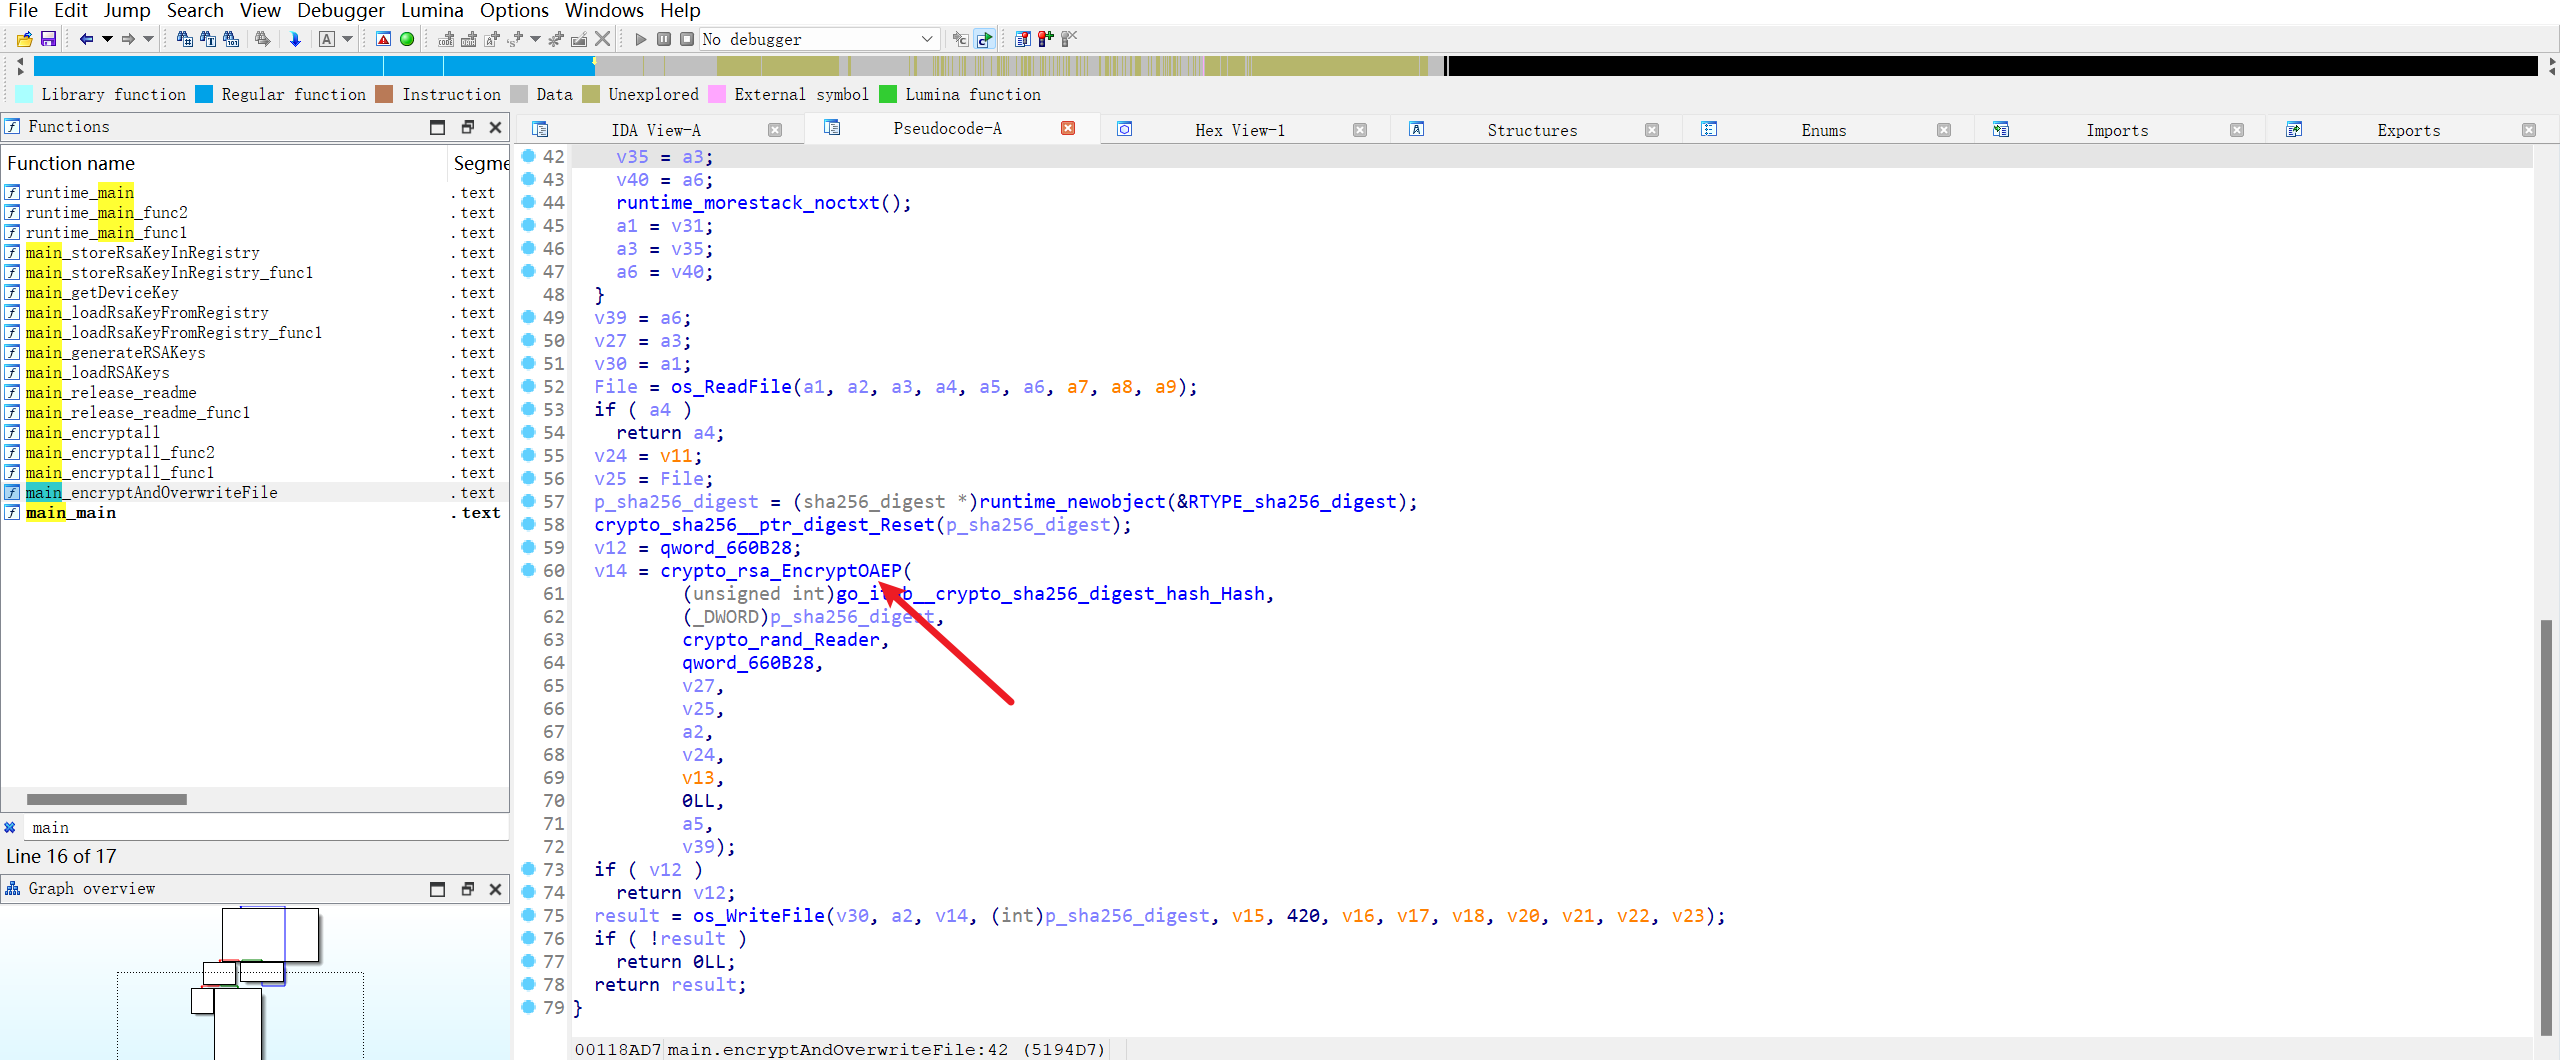 File Edit Jump Search View Debugger Lumina Options Windows Help
No debugger
Library function Regular function Instruction Data Unexplored External symbol Lumina function
Functions
Function name Segme
runtime_main .text
runtime_main_func2 .text
runtime_main_func1 .text
main_storeRsaKeyInRegistry .text
main_storeRsaKeyInRegistry_func1 .text
main_getDeviceKey .text
main_loadRsaKeyFromRegistry .text
main_loadRsaKeyFromRegistry_func1 .text
main_generateRSAKeys .text
main_loadRSAKeys .text
main_release_readme .text
main_release_readme_func1 .text
main_encryptall .text
main_encryptall_func2 .text
main_encryptall_func1 .text
main_encryptAndOverwriteFile .text
main_main .text
main
Line 16 of 17
Graph overview
IDA View-A Pseudocode-A Hex View-1 Structures Enums Imports Exports
42 v35 = a3;
43 v40 = a6;
44 runtime_morestack_noctxt();
45 a1 = v31;
46 a3 = v35;
47 a6 = v40;
48 }
49 v39 = a6;
50 v27 = a3;
51 v30 = a1;
52 File = os_ReadFile(a1, a2, a3, a4, a5, a6, a7, a8, a9);
53 if ( a4 )
54 return a4;
55 v24 = v11;
56 v25 = File;
57 p_sha256_digest = (sha256_digest *)runtime_newobject(&RTYPE_sha256_digest);
58 crypto_sha256__ptr_digest_Reset(p_sha256_digest);
59 v12 = qword_660B28;
60 v14 = crypto_rsa_EncryptOAEP(
61 (unsigned int)go_itab__crypto_sha256_digest_hash_Hash,
62 (_DWORD)p_sha256_digest,
63 crypto_rand_Reader,
64 qword_660B28,
65 v27,
66 v25,
67 a2,
68 v24,
69 v13,
70 0LL,
71 a5,
72 v39);
73 if ( v12 )
74 return v12;
75 result = os_WriteFile(v30, a2, v14, (int)p_sha256_digest, v15, 420, v16, v17, v18, v20, v21, v22, v23);
76 if ( !result )
77 return 0LL;
78 return result;
79 }
00118AD7 main.encryptAndOverwriteFile:42 (5194D7)